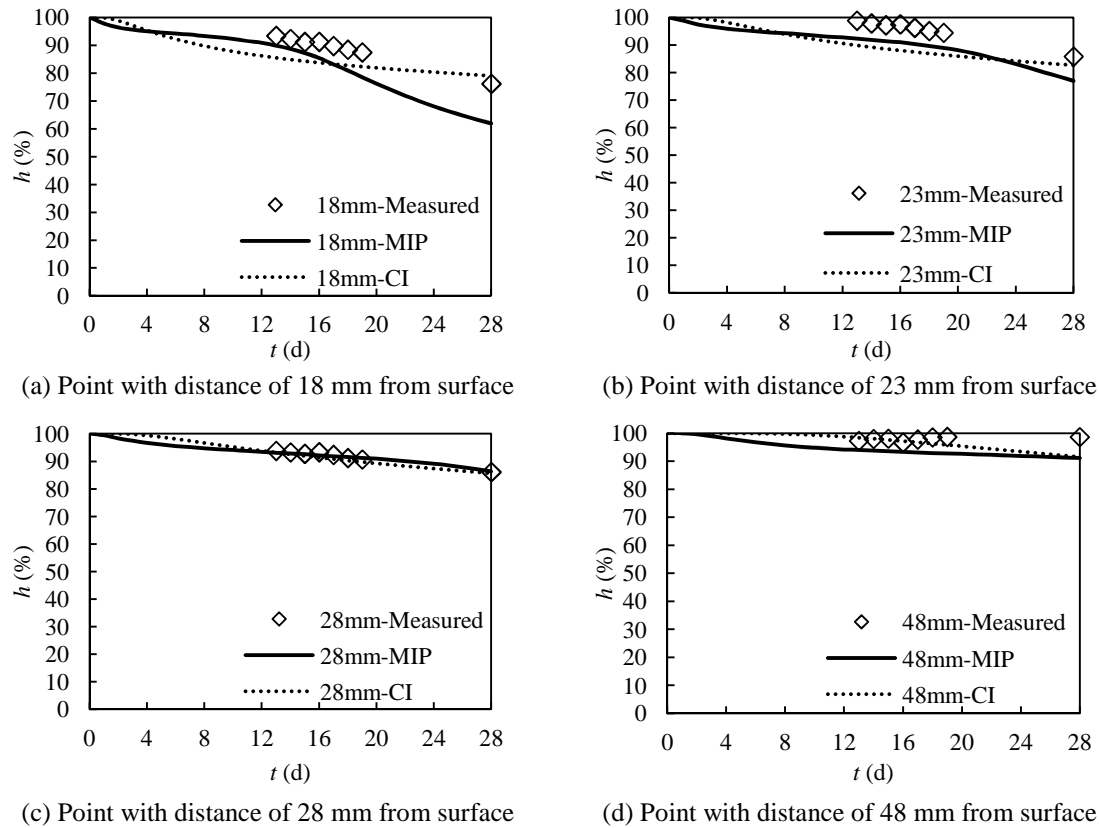 100
90
80
70
60
50
40
30
20
10
0
h (%)
18mm-Measured
18mm-MIP
18mm-CI
0 4 8 12 16 20 24 28
t (d)
(a) Point with distance of 18 mm from surface
100
90
80
70
60
50
40
30
20
10
0
h (%)
23mm-Measured
23mm-MIP
23mm-CI
0 4 8 12 16 20 24 28
t (d)
(b) Point with distance of 23 mm from surface
100
90
80
90
60
50
40
30
20
10
0
h (%)
28mm-Measured
28mm-MIP
28mm-CI
0 4 8 12 16 20 24 28
t (d)
(c) Point with distance of 28 mm from surface
100
90
80
90
60
50
40
30
20
10
0
h (%)
48mm-Measured
48mm-MIP
48mm-CI
0 4 8 12 16 20 24 28
t (d)
(d) Point with distance of 48 mm from surface